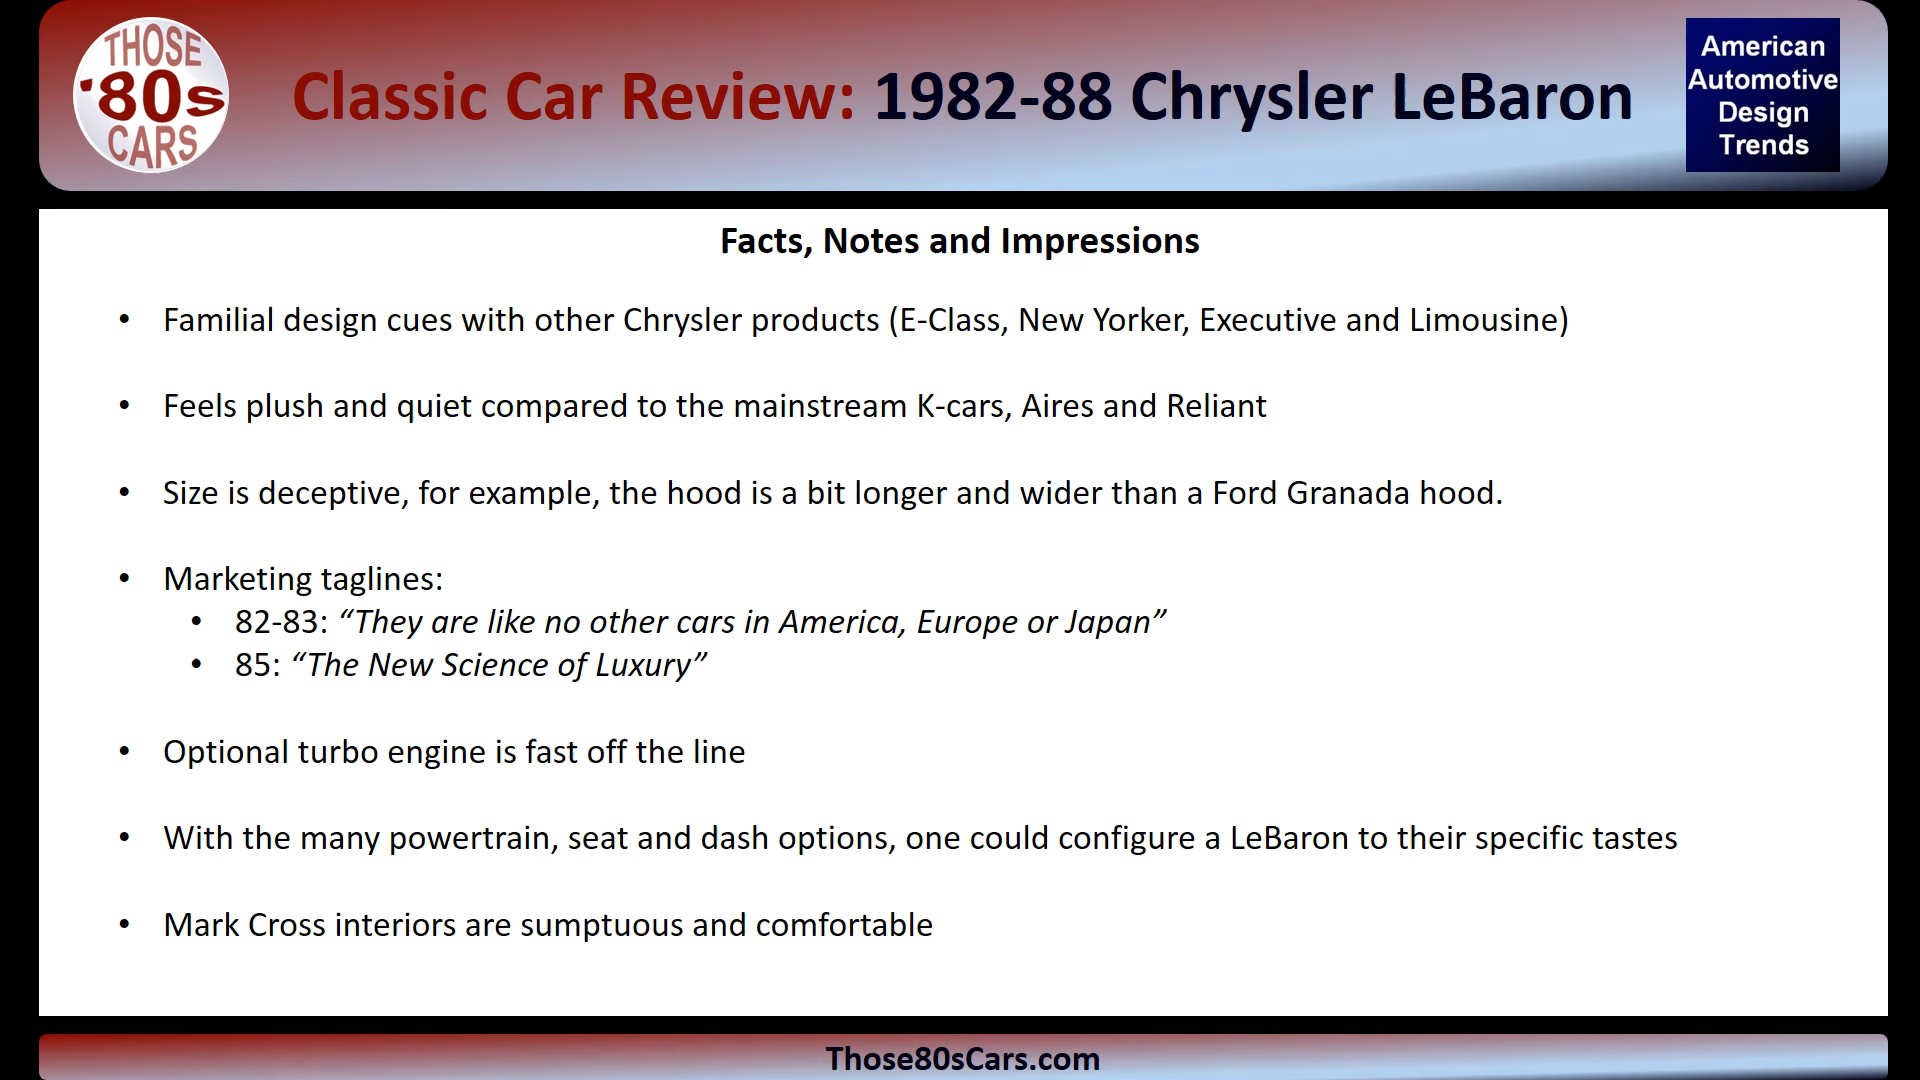 THOSE
'80s
CARS
Classic Car Review: 1982-88 Chrysler LeBaron
American
Automotive
Design
Trends
Facts, Notes and Impressions
• Familial design cues with other Chrysler products (E-Class, New Yorker, Executive and Limousine)
• Feels plush and quiet compared to the mainstream K-cars, Aires and Reliant
• Size is deceptive, for example, the hood is a bit longer and wider than a Ford Granada hood.
• Marketing taglines:
• 82-83: “They are like no other cars in America, Europe or Japan”
• 85: “The New Science of Luxury”
• Optional turbo engine is fast off the line
• With the many powertrain, seat and dash options, one could configure a LeBaron to their specific tastes
• Mark Cross interiors are sumptuous and comfortable
Those80sCars.com